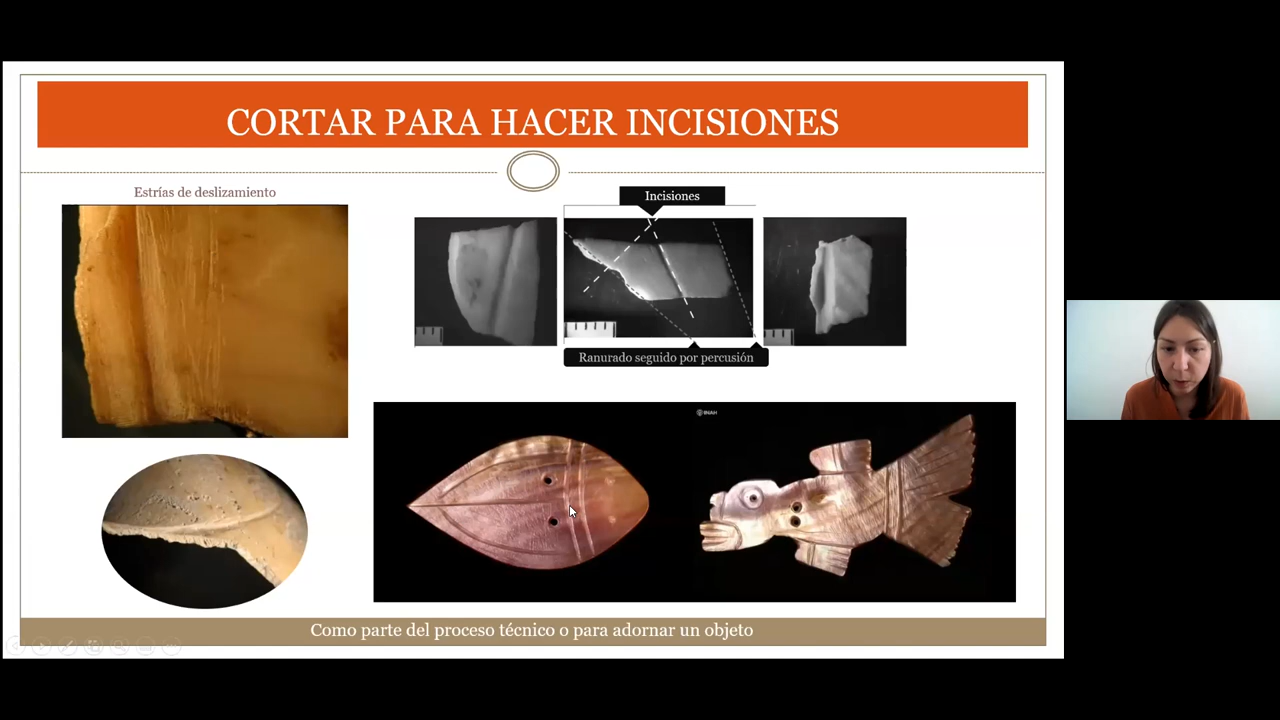 CORTAR PARA HACER INCISIONES
Estrías de deslizamiento
Incisiones
Ranurado seguido por percusión
INAH
Como parte del proceso técnico o para adornar un objeto